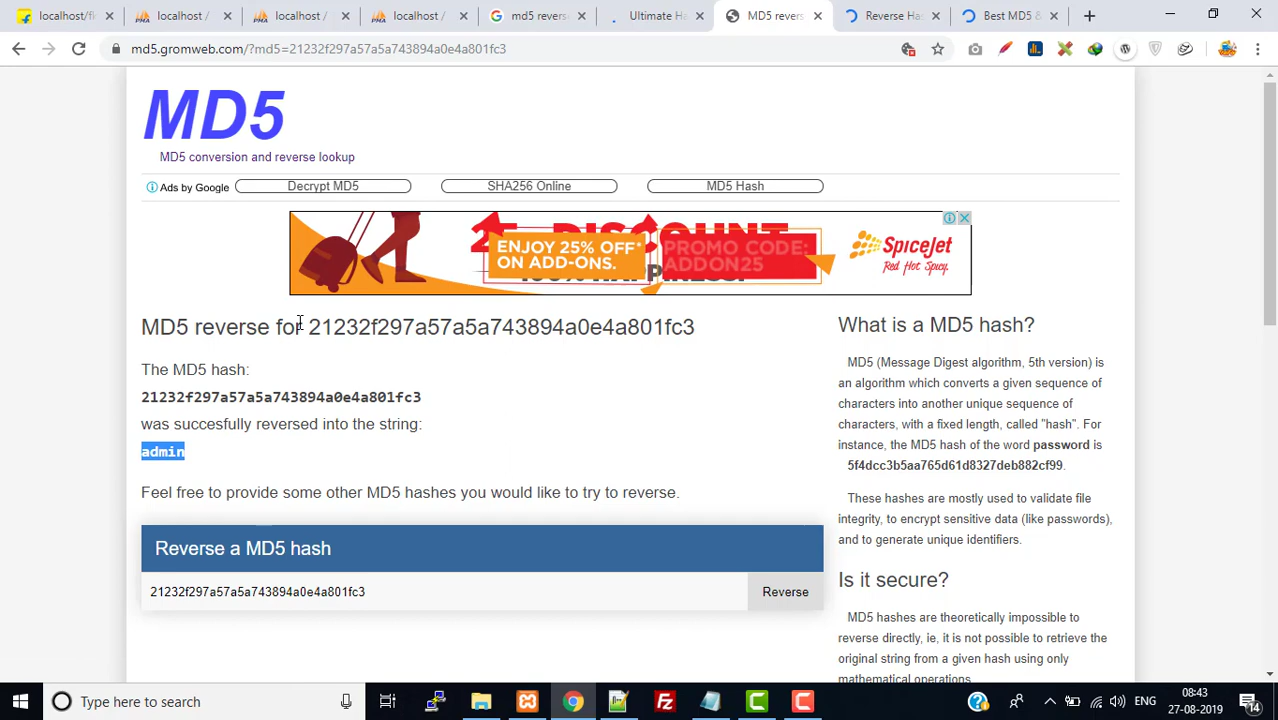 localhost/fi
localhost /
localhost /
localhost /
md5 revers
Ultimate Ha
MD5 revers
Reverse Has
Best MD5 &
md5.gromweb.com/?md5=21232f297a57a5a743894a0e4a801fc3
MD5
MD5 conversion and reverse lookup
Ads by Google
Decrypt MD5
SHA256 Online
MD5 Hash
DISCOUNT
ENJOY 25% OFF*
ON ADD-ONS.
PROMO CODE:
ADDON25
SpiceJet
Red Hot Spicy
MD5 reverse for 21232f297a57a5a743894a0e4a801fc3
The MD5 hash:
21232f297a57a5a743894a0e4a801fc3
was succesfully reversed into the string:
admin
Feel free to provide some other MD5 hashes you would like to try to reverse.
Reverse a MD5 hash
21232f297a57a5a743894a0e4a801fc3
Reverse
What is a MD5 hash?
MD5 (Message Digest algorithm, 5th version) is
an algorithm which converts a given sequence of
characters into another unique sequence of
characters, with a fixed length, called "hash". For
instance, the MD5 hash of the word password is
5f4dcc3b5aa765d61d8327deb882cf99.
These hashes are mostly used to validate file
integrity, to encrypt sensitive data (like passwords),
and to generate unique identifiers.
Is it secure?
MD5 hashes are theoretically impossible to
reverse directly, ie, it is not possible to retrieve the
original string from a given hash using only
mathematical operations.
Type here to search
ENG
08:43
27-08-2019
14